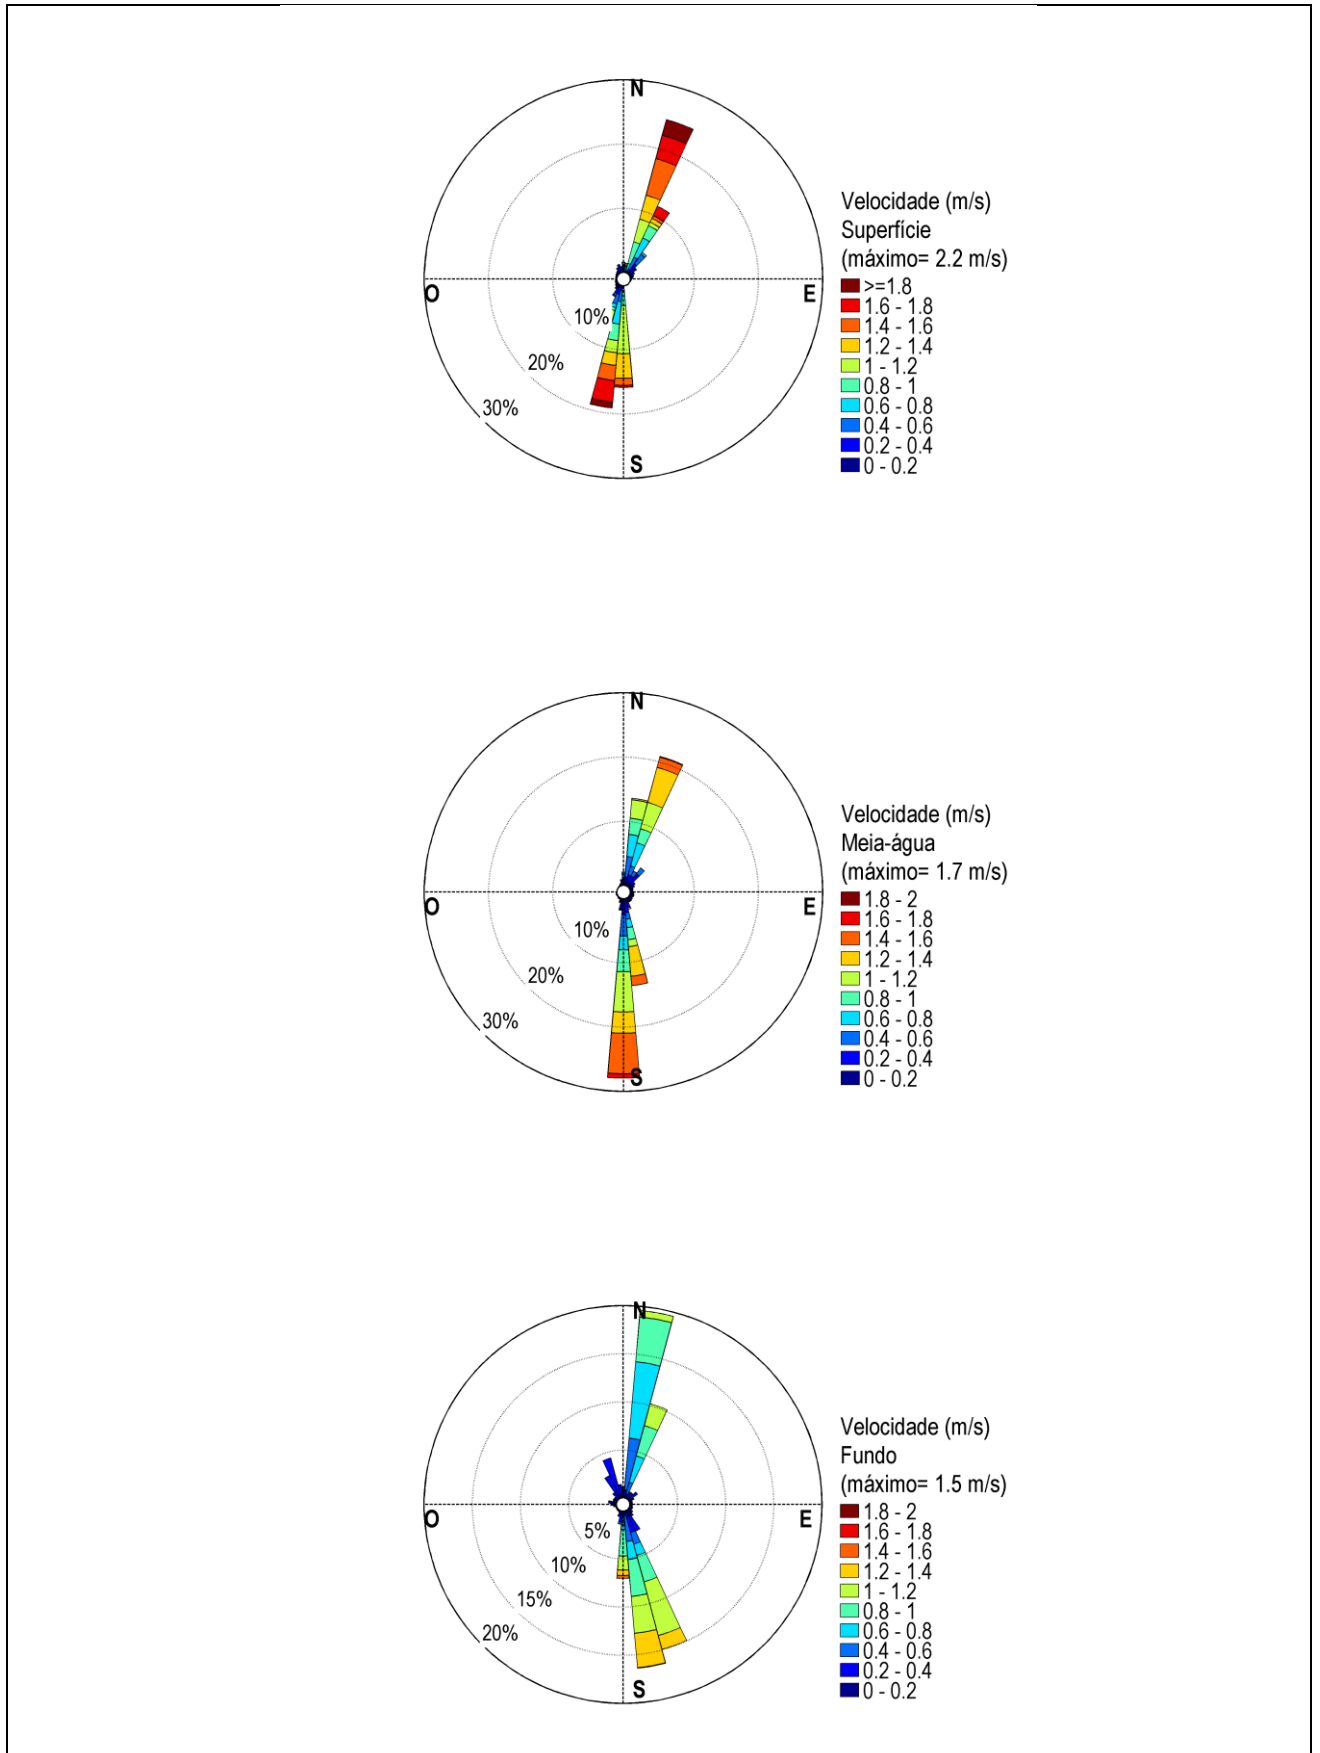 N
O
E
S
10%
20%
30%
Velocidade (m/s)
Superfície
(máximo= 2.2 m/s)
>=1.8
1.6 - 1.8
1.4 - 1.6
1.2 - 1.4
1 - 1.2
0.8 - 1
0.6 - 0.8
0.4 - 0.6
0.2 - 0.4
0 - 0.2
N
O
E
S
10%
20%
30%
Velocidade (m/s)
Meia-água
(máximo= 1.7 m/s)
1.8 - 2
1.6 - 1.8
1.4 - 1.6
1.2 - 1.4
1 - 1.2
0.8 - 1
0.6 - 0.8
0.4 - 0.6
0.2 - 0.4
0 - 0.2
N
O
E
S
5%
10%
15%
20%
Velocidade (m/s)
Fundo
(máximo= 1.5 m/s)
1.8 - 2
1.6 - 1.8
1.4 - 1.6
1.2 - 1.4
1 - 1.2
0.8 - 1
0.6 - 0.8
0.4 - 0.6
0.2 - 0.4
0 - 0.2